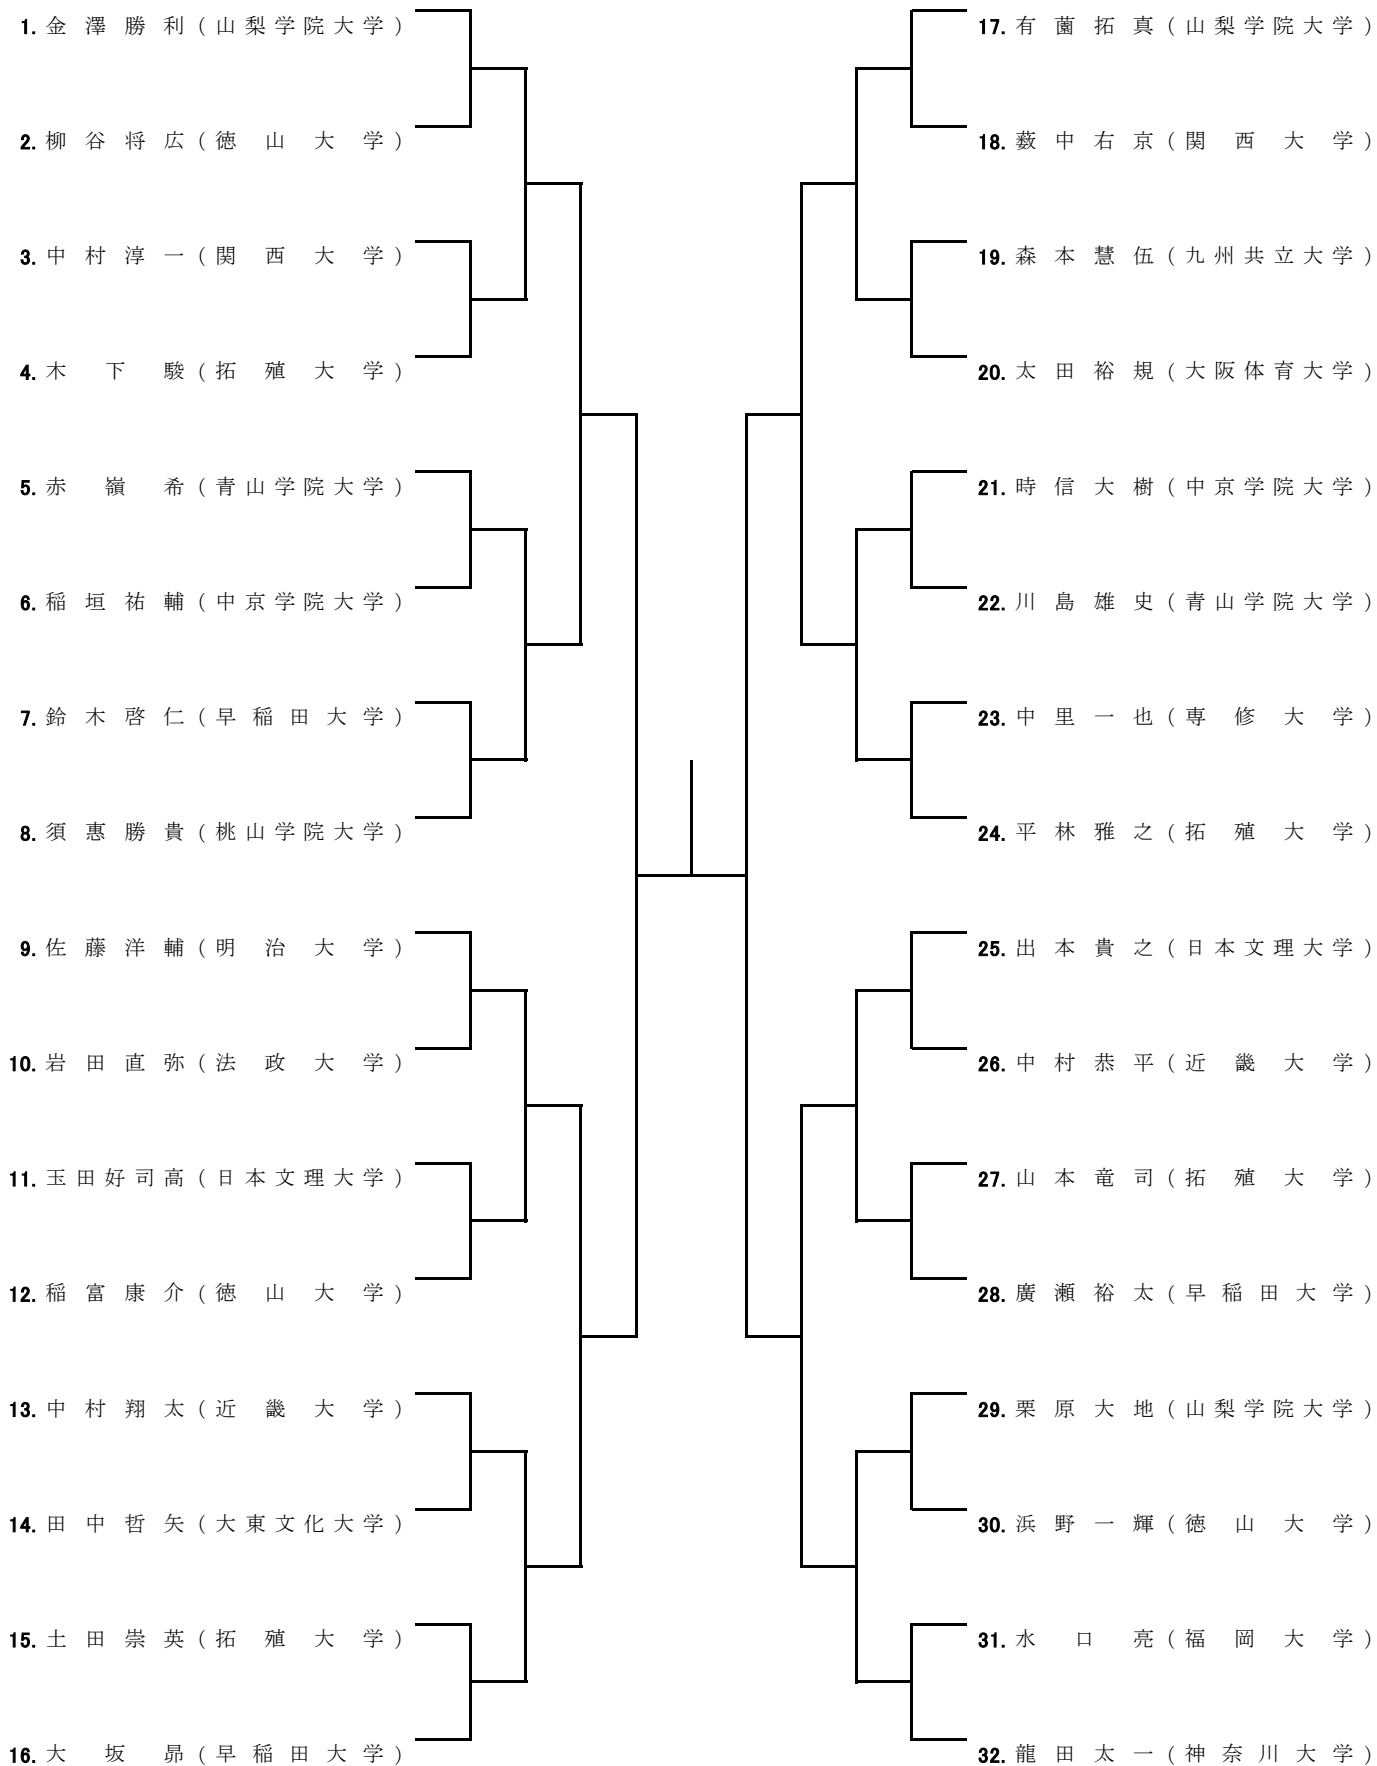 1. 金澤勝利(山梨学院大学)
2. 柳谷将広(徳山大学)
3. 中村淳一(関西大学)
4. 木下駿(拓殖大学)
5. 赤嶺希(青山学院大学)
6. 稲垣祐輔(中京学院大学)
7. 鈴木啓仁(早稲田大学)
8. 須惠勝貴(桃山学院大学)
9. 佐藤洋輔(明治大学)
10. 岩田直弥(法政大学)
11. 玉田好司高(日本文理大学)
12. 稲富康介(徳山大学)
13. 中村翔太(近畿大学)
14. 田中哲矢(大東文化大学)
15. 土田崇英(拓殖大学)
16. 大坂昴(早稲田大学)
17. 有薗拓真(山梨学院大学)
18. 薮中右京(関西大学)
19. 森本慧伍(九州共立大学)
20. 太田裕規(大阪体育大学)
21. 時信大樹(中京学院大学)
22. 川島雄史(青山学院大学)
23. 中里一也(専修大学)
24. 平林雅之(拓殖大学)
25. 出本貴之(日本文理大学)
26. 中村恭平(近畿大学)
27. 山本竜司(拓殖大学)
28. 廣瀬裕太(早稲田大学)
29. 栗原大地(山梨学院大学)
30. 浜野一輝(徳山大学)
31. 水口亮(福岡大学)
32. 龍田太一(神奈川大学)